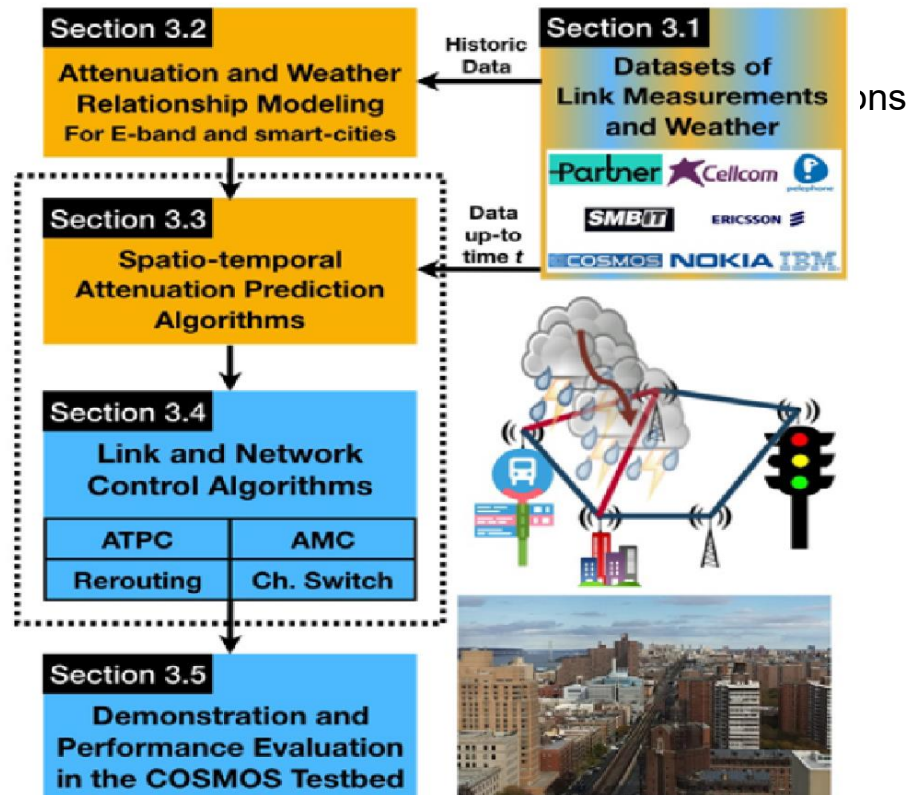 Section 3.2
Attenuation and Weather
Relationship Modeling
For E-band and smart-cities
Historic
Data
Section 3.1
Datasets of
Link Measurements
and Weather
Partner
Cellcom
pelephone
SMBIT
ERICSSON
COSMOS
NOKIA
IBM
ons
Section 3.3
Spatio-temporal
Attenuation Prediction
Algorithms
Data
up-to
time t
Section 3.4
Link and Network
Control Algorithms
ATPC
AMC
Rerouting
Ch. Switch
Section 3.5
Demonstration and
Performance Evaluation
in the COSMOS Testbed